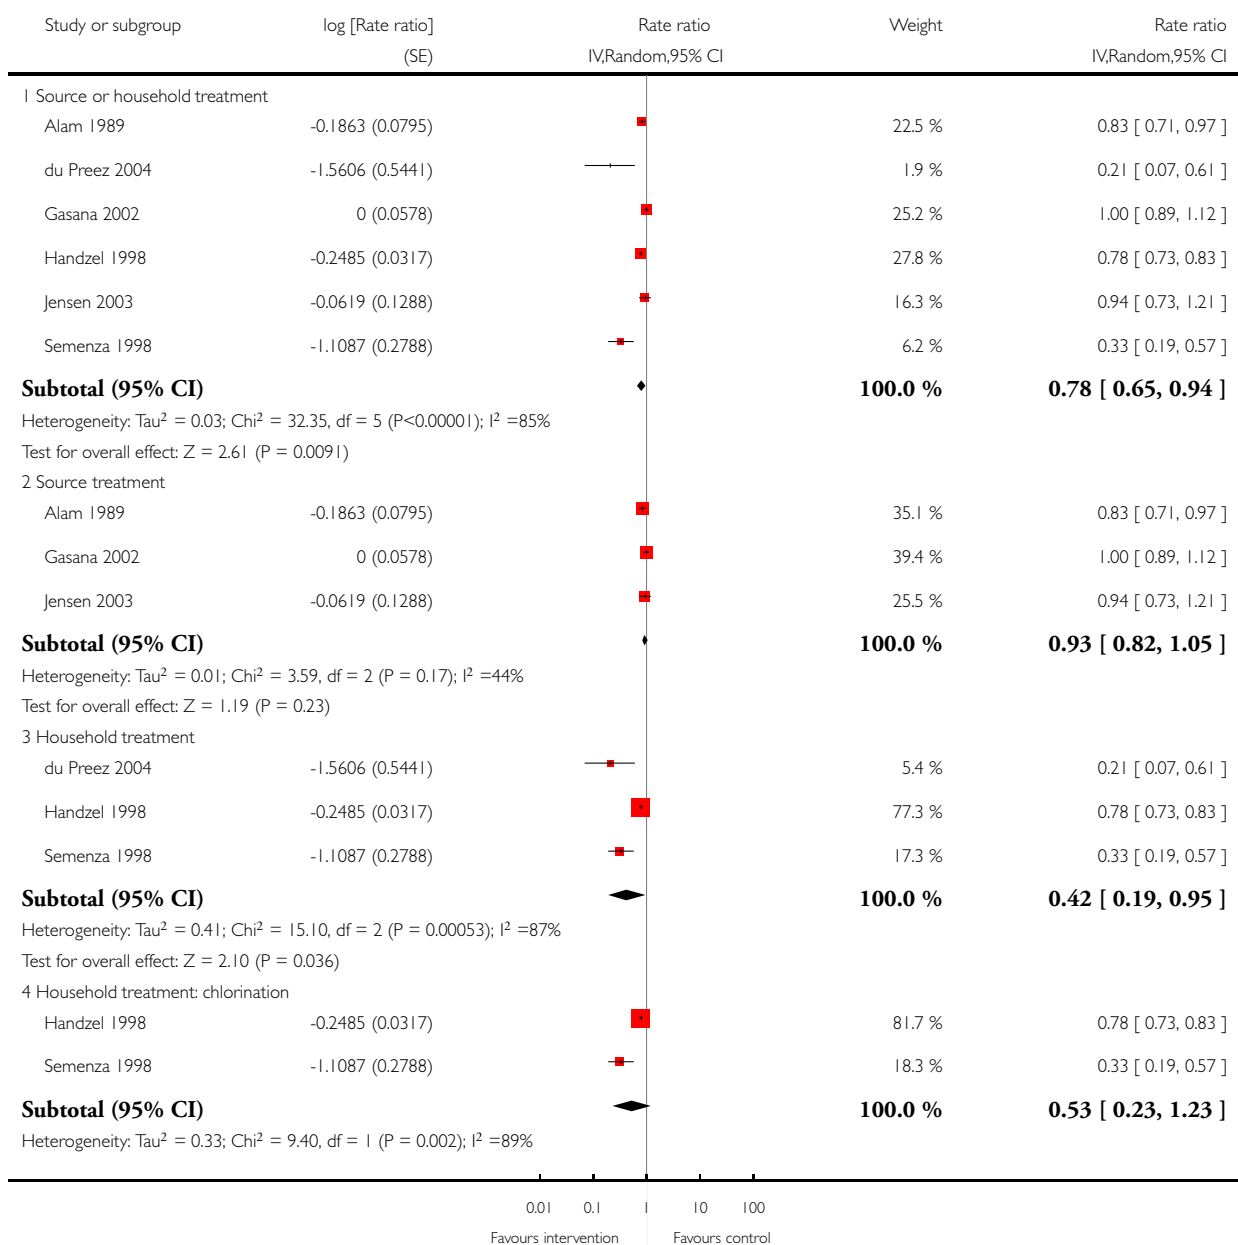 Study or subgroup log [Rate ratio] Rate ratio Weight Rate ratio
(SE) IV,Random,95% CI IV,Random,95% CI
1 Source or household treatment
Alam 1989 -0.1863 (0.0795) 22.5 % 0.83 [ 0.71, 0.97 ]
du Preez 2004 -1.5606 (0.5441) 1.9 % 0.21 [ 0.07, 0.61 ]
Gasana 2002 0 (0.0578) 25.2 % 1.00 [ 0.89, 1.12 ]
Handzel 1998 -0.2485 (0.0317) 27.8 % 0.78 [ 0.73, 0.83 ]
Jensen 2003 -0.0619 (0.1288) 16.3 % 0.94 [ 0.73, 1.21 ]
Semenza 1998 -1.1087 (0.2788) 6.2 % 0.33 [ 0.19, 0.57 ]
Subtotal (95% CI) 100.0 % 0.78 [ 0.65, 0.94 ]
Heterogeneity: Tau² = 0.03; Chi² = 32.35, df = 5 (P<0.00001); I² =85%
Test for overall effect: Z = 2.61 (P = 0.0091)
2 Source treatment
Alam 1989 -0.1863 (0.0795) 35.1 % 0.83 [ 0.71, 0.97 ]
Gasana 2002 0 (0.0578) 39.4 % 1.00 [ 0.89, 1.12 ]
Jensen 2003 -0.0619 (0.1288) 25.5 % 0.94 [ 0.73, 1.21 ]
Subtotal (95% CI) 100.0 % 0.93 [ 0.82, 1.05 ]
Heterogeneity: Tau² = 0.01; Chi² = 3.59, df = 2 (P = 0.17); I² =44%
Test for overall effect: Z = 1.19 (P = 0.23)
3 Household treatment
du Preez 2004 -1.5606 (0.5441) 5.4 % 0.21 [ 0.07, 0.61 ]
Handzel 1998 -0.2485 (0.0317) 77.3 % 0.78 [ 0.73, 0.83 ]
Semenza 1998 -1.1087 (0.2788) 17.3 % 0.33 [ 0.19, 0.57 ]
Subtotal (95% CI) 100.0 % 0.42 [ 0.19, 0.95 ]
Heterogeneity: Tau² = 0.41; Chi² = 15.10, df = 2 (P = 0.00053); I² =87%
Test for overall effect: Z = 2.10 (P = 0.036)
4 Household treatment: chlorination
Handzel 1998 -0.2485 (0.0317) 81.7 % 0.78 [ 0.73, 0.83 ]
Semenza 1998 -1.1087 (0.2788) 18.3 % 0.33 [ 0.19, 0.57 ]
Subtotal (95% CI) 100.0 % 0.53 [ 0.23, 1.23 ]
Heterogeneity: Tau² = 0.33; Chi² = 9.40, df = 1 (P = 0.002); I² =89%
0.01 0.1 1 10 100
Favours intervention Favours control